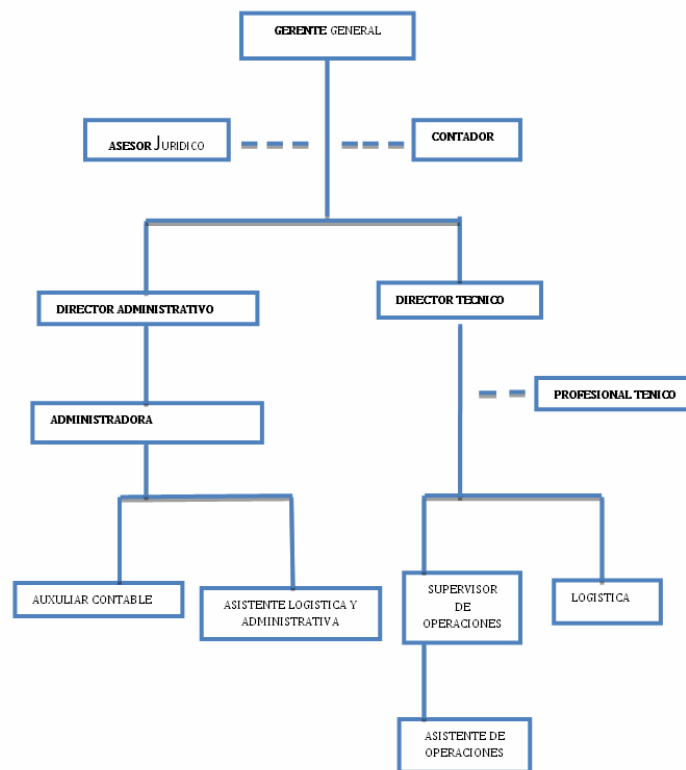 GERENTE GENERAL
ASESOR JURIDICO
CONTADOR
DIRECTOR ADMINISTRATIVO
DIRECTOR TECNICO
PROFESIONAL TENICO
ADMINISTRADORA
AUXULIAR CONTABLE
ASISTENTE LOGISTICA Y
ADMINISTRATIVA
SUPERVISOR
DE
OPERACIONES
LOGISTICA
ASISTENTE DE
OPERACIONES